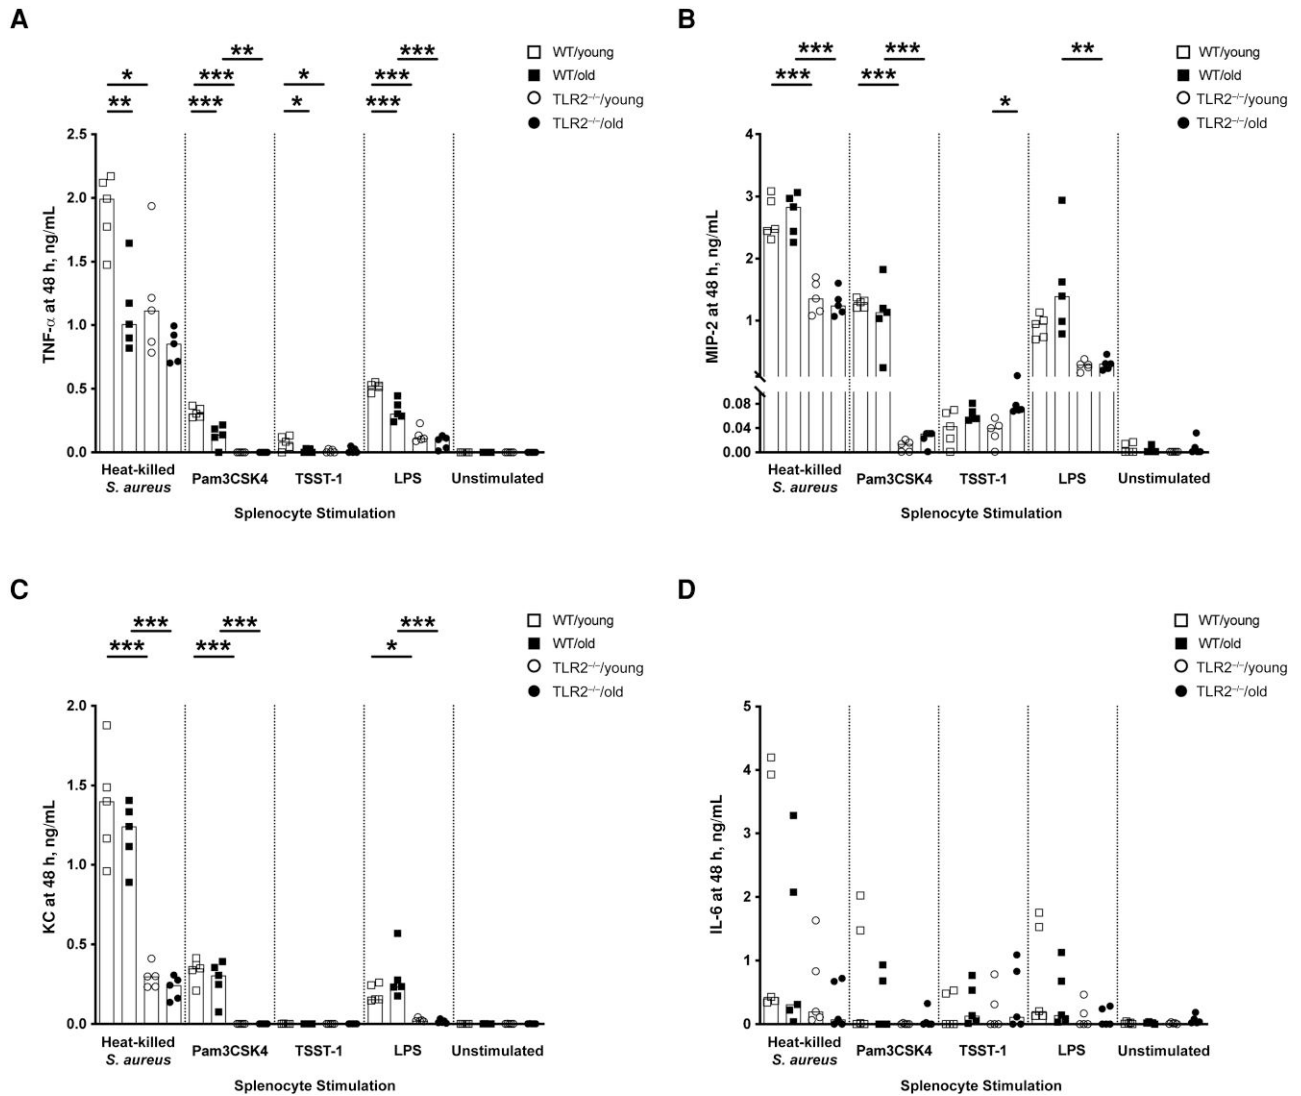 A
** ***
* *** * ***
** *** * ***
WT/young
WT/old
TLR2⁻/⁻/young
TLR2⁻/⁻/old
TNF-α at 48 h, ng/mL
2.5
2.0
1.5
1.0
0.5
0.0
Heat-killed S. aureus
Pam3CSK4
TSST-1
LPS
Unstimulated
Splenocyte Stimulation
B
*** *** **
*** ***
*
WT/young
WT/old
TLR2⁻/⁻/young
TLR2⁻/⁻/old
MIP-2 at 48 h, ng/mL
4
3
2
1
0.08
0.04
0.00
Heat-killed S. aureus
Pam3CSK4
TSST-1
LPS
Unstimulated
Splenocyte Stimulation
C
*** *** ***
*** *** *
WT/young
WT/old
TLR2⁻/⁻/young
TLR2⁻/⁻/old
KC at 48 h, ng/mL
2.0
1.5
1.0
0.5
0.0
Heat-killed S. aureus
Pam3CSK4
TSST-1
LPS
Unstimulated
Splenocyte Stimulation
D
WT/young
WT/old
TLR2⁻/⁻/young
TLR2⁻/⁻/old
IL-6 at 48 h, ng/mL
5
4
3
2
1
0
Heat-killed S. aureus
Pam3CSK4
TSST-1
LPS
Unstimulated
Splenocyte Stimulation